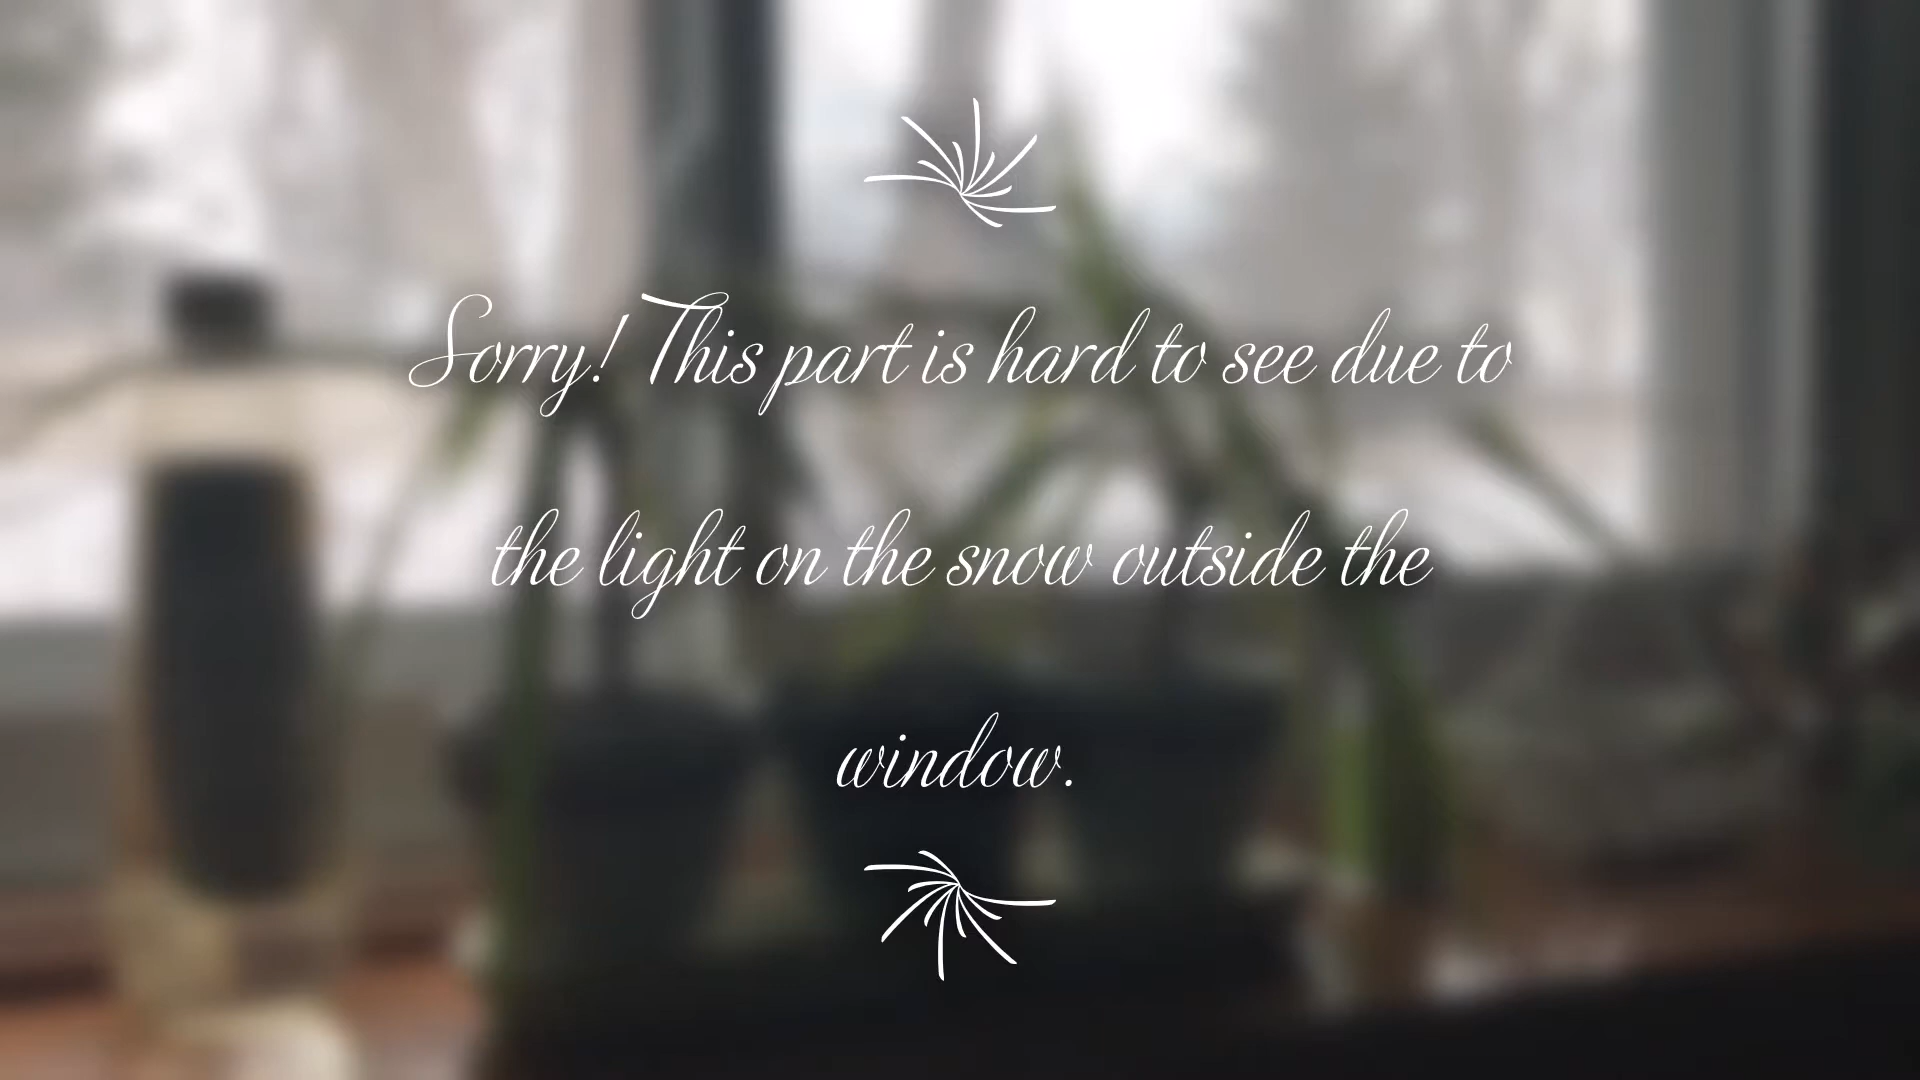 Sorry! This part is hard to see due to
the light on the snow outside the
window.